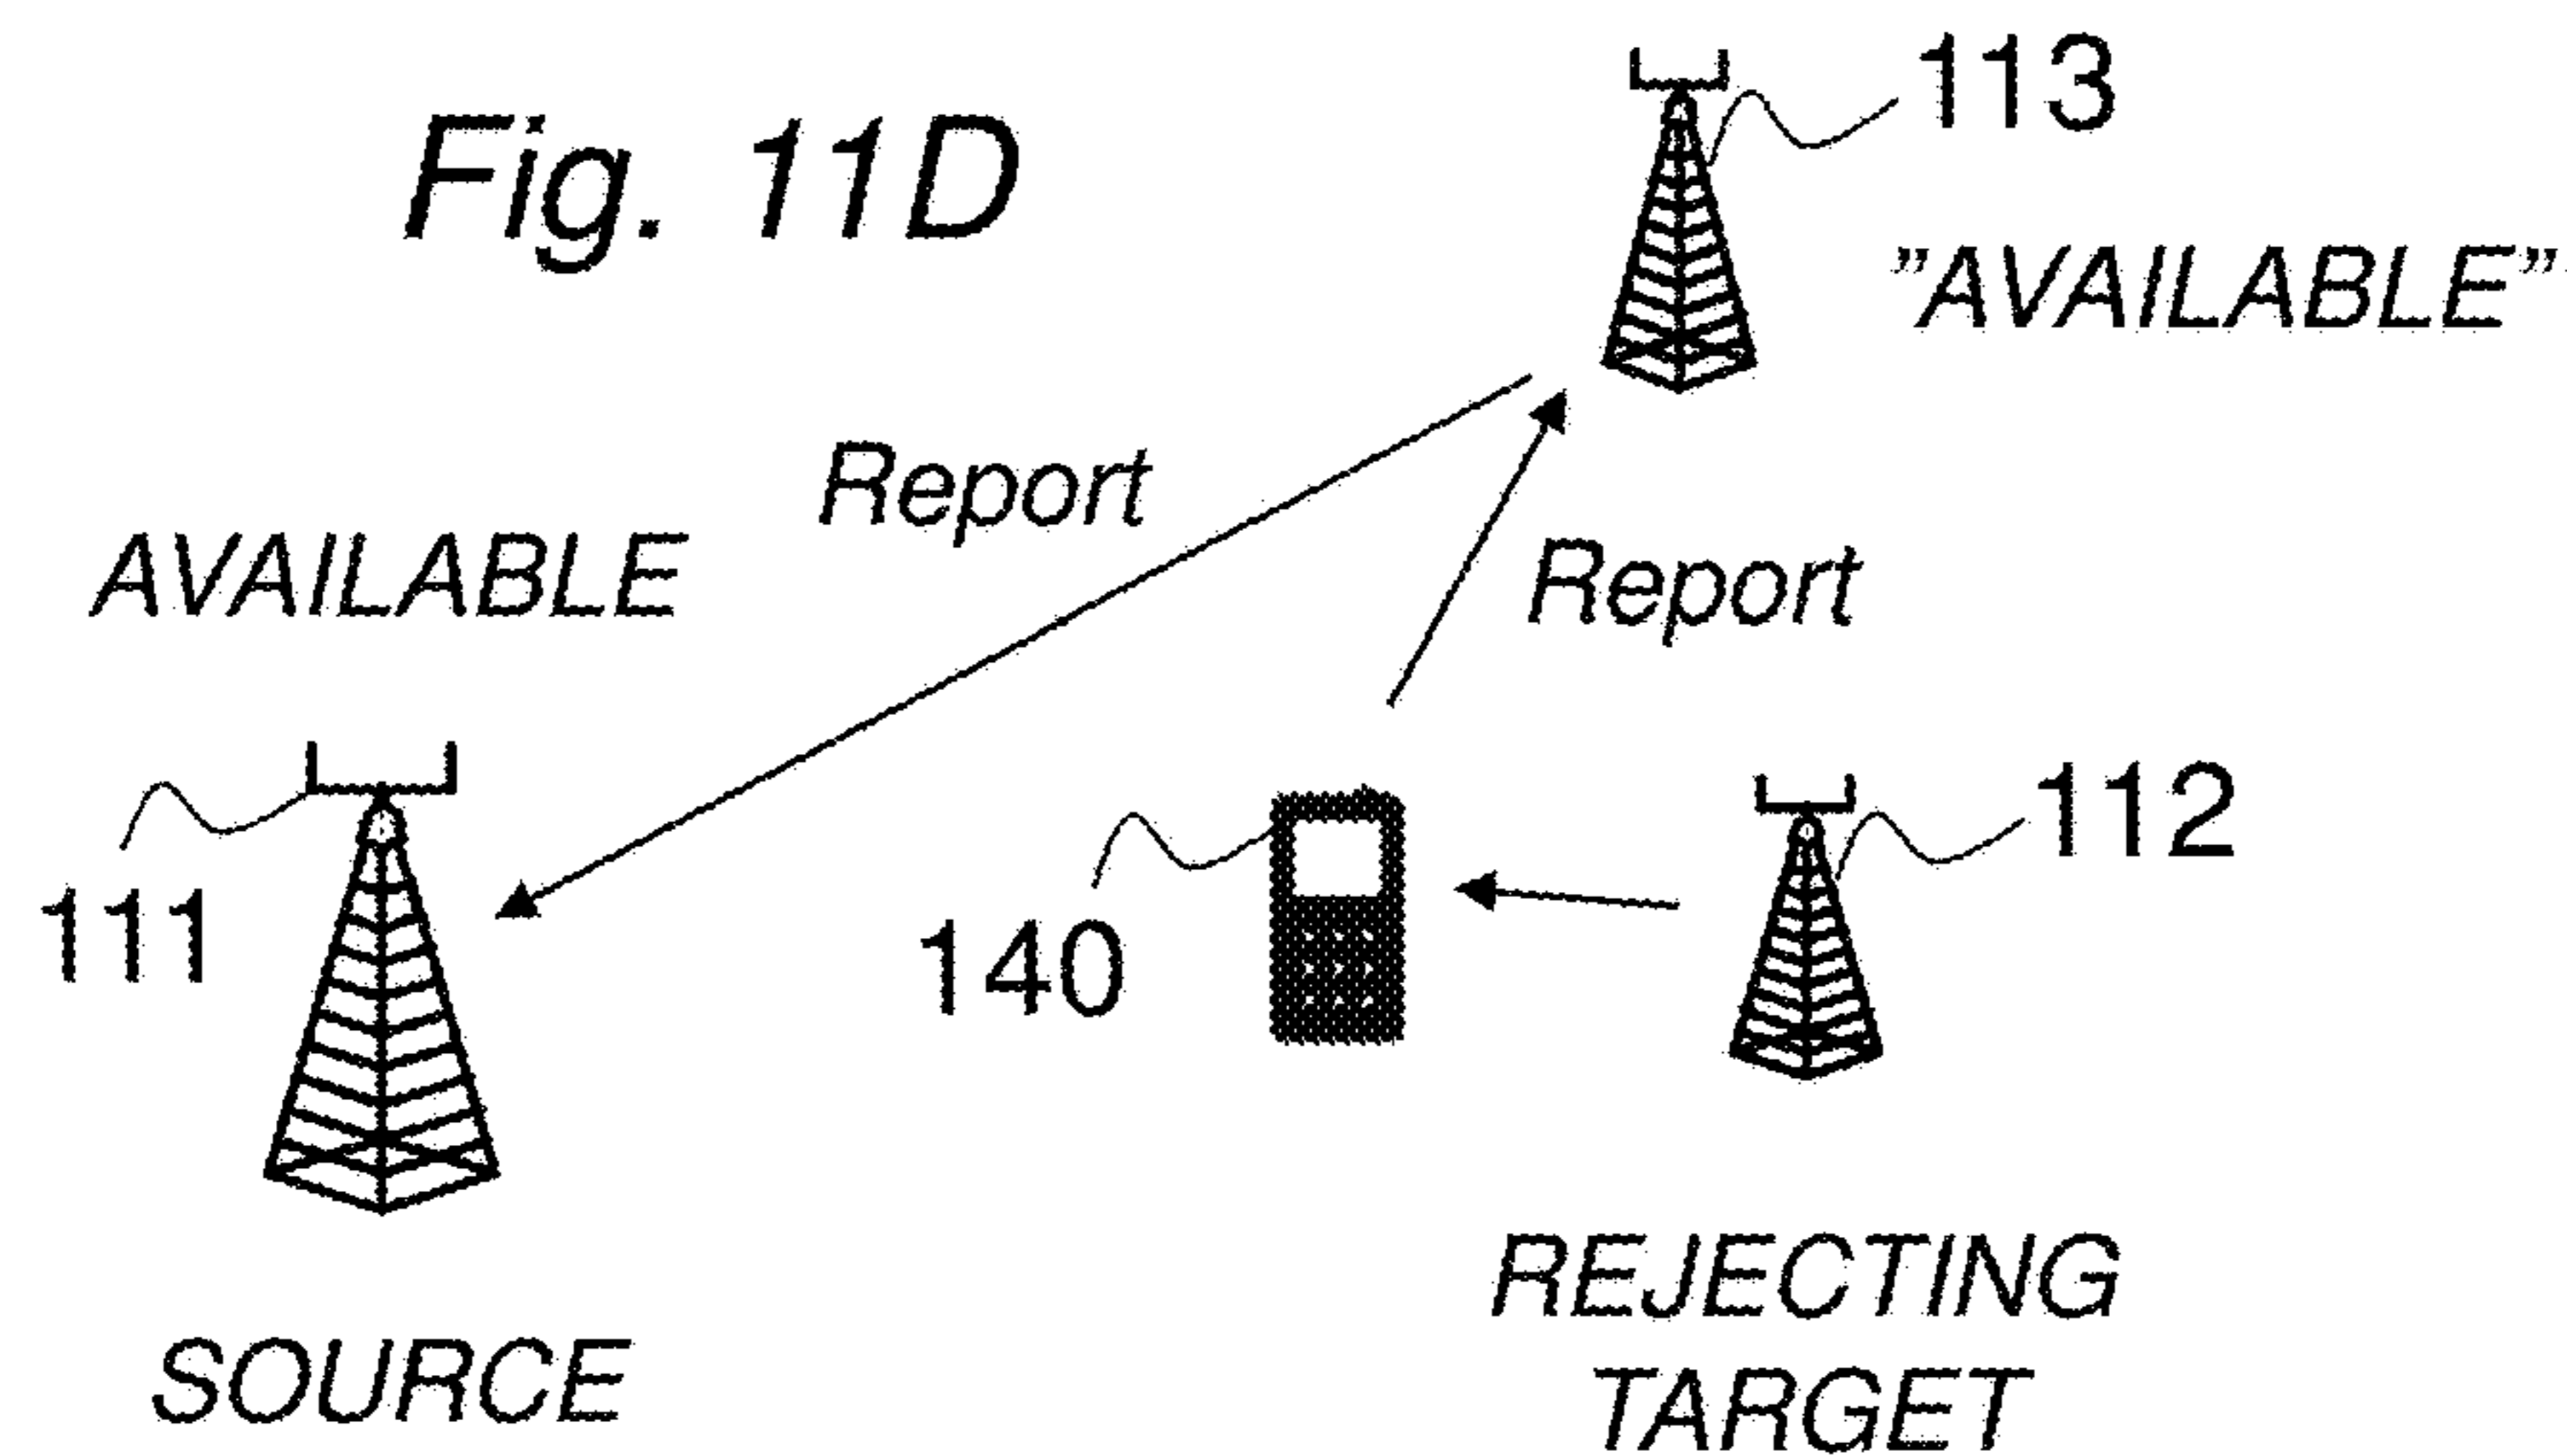 Fig. 11D
113
"AVAILABLE"
Report
AVAILABLE
Report
111
140
112
SOURCE
REJECTING
TARGET